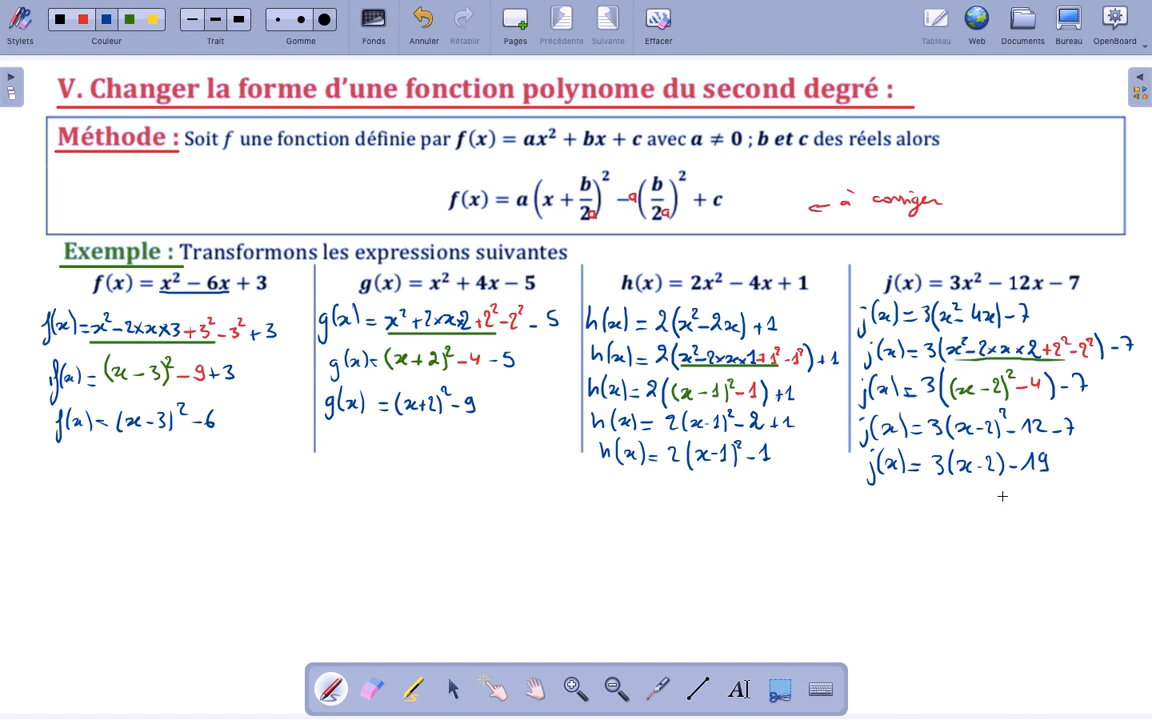 Stylets Couleur Trait Gomme Fonds Annuler Rétablir Pages Précédente Suivante Effacer Tableau Web Documents Bureau OpenBoard
V. Changer la forme d'une fonction polynome du second degré :
Méthode : Soit f une fonction définie par f(x) = ax² + bx + c avec a ≠ 0 ; b et c des réels alors
f(x) = a(x + b/2a)² − a(b/2a)² + c ← à corriger
Exemple : Transformons les expressions suivantes
f(x) = x² − 6x + 3
f(x) = x² − 2×x×3 + 3² − 3² + 3
f(x) = (x − 3)² − 9 + 3
f(x) = (x − 3)² − 6
g(x) = x² + 4x − 5
g(x) = x² + 2×x×2 + 2² − 2² − 5
g(x) = (x + 2)² − 4 − 5
g(x) = (x+2)² − 9
h(x) = 2x² − 4x + 1
h(x) = 2(x² − 2x) + 1
h(x) = 2(x² − 2×x×1 + 1² − 1²) + 1
h(x) = 2((x − 1)² − 1) + 1
h(x) = 2(x-1)² − 2 + 1
h(x) = 2(x-1)² − 1
j(x) = 3x² − 12x − 7
j(x) = 3(x² − 4x) − 7
j(x) = 3(x² − 2×x×2 + 2² − 2²) − 7
j(x) = 3((x − 2)² − 4) − 7
j(x) = 3(x-2)² − 12 − 7
j(x) = 3(x-2) − 19
AI